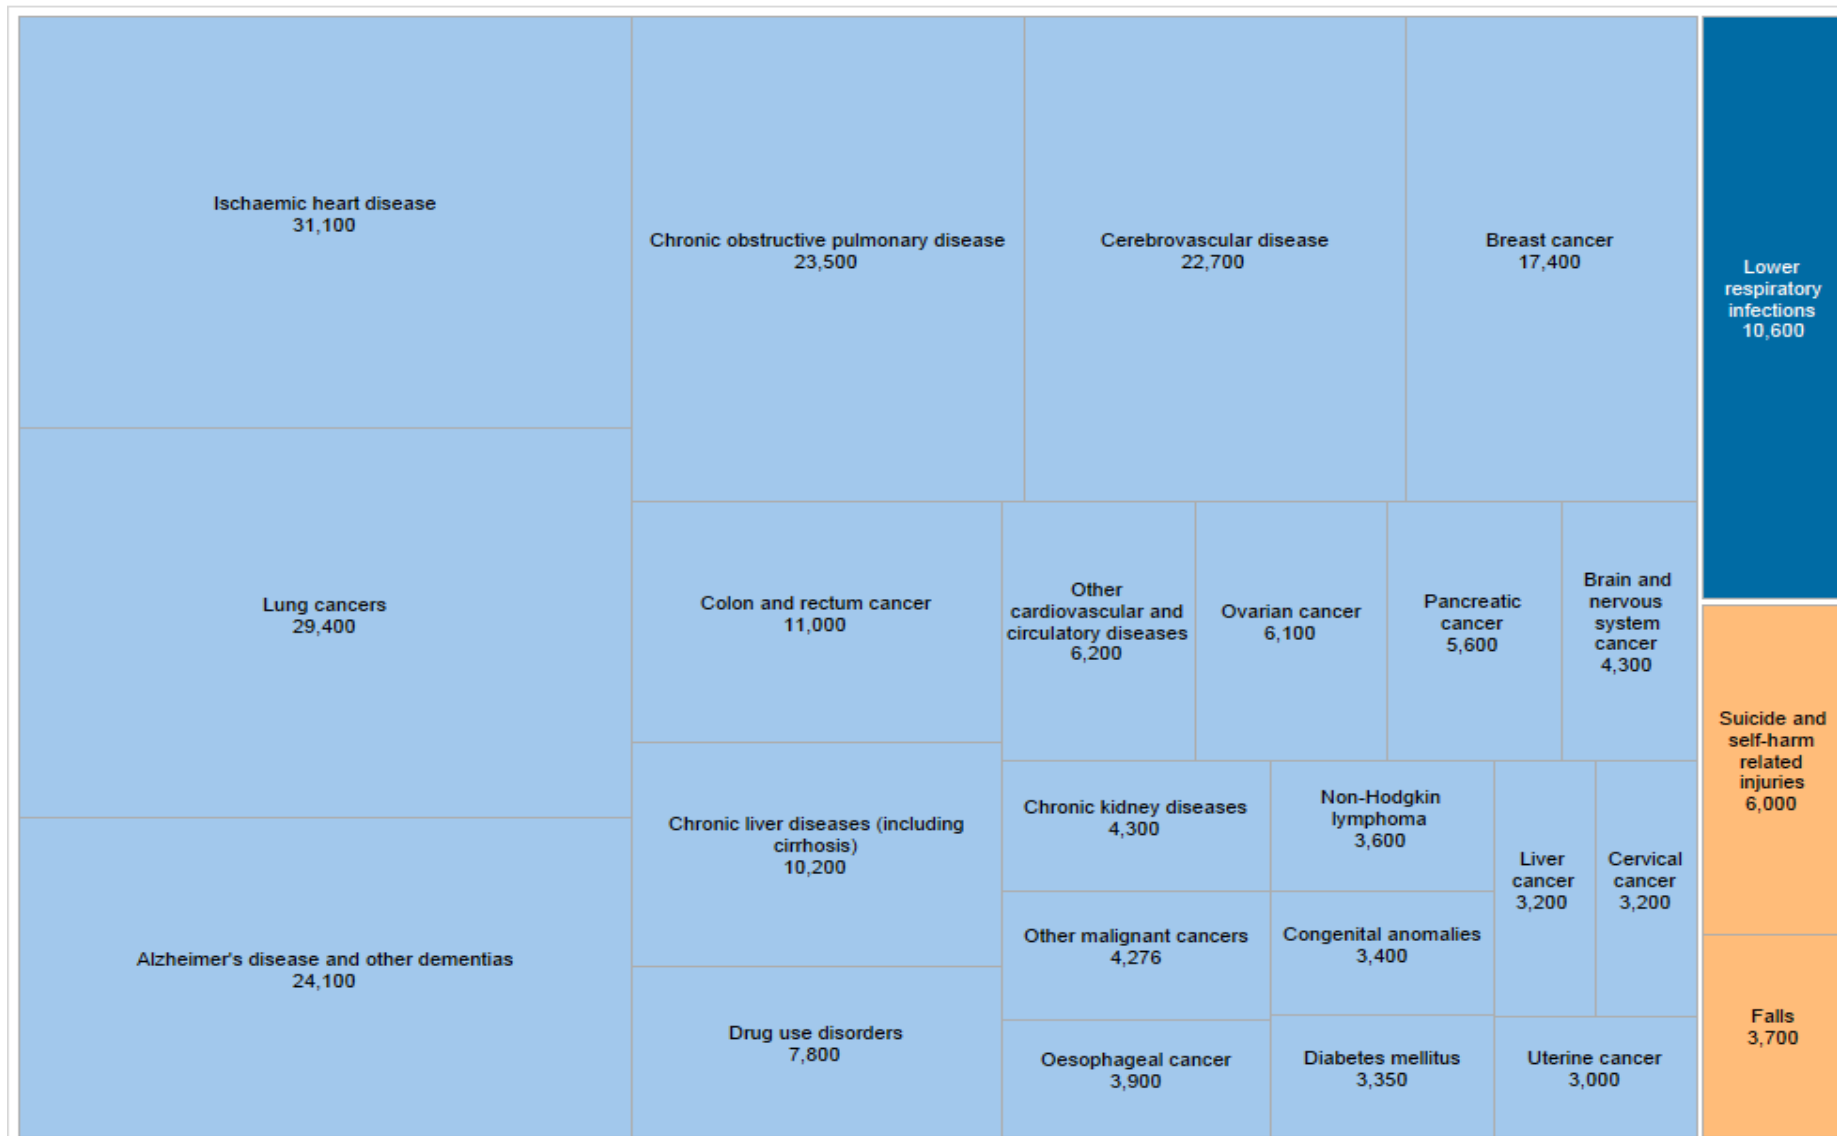 Ischaemic heart disease
31,100
Lung cancers
29,400
Alzheimer's disease and other dementias
24,100
Chronic obstructive pulmonary disease
23,500
Cerebrovascular disease
22,700
Breast cancer
17,400
Colon and rectum cancer
11,000
Chronic liver diseases (including
cirrhosis)
10,200
Drug use disorders
7,800
Other
cardiovascular and
circulatory diseases
6,200
Ovarian cancer
6,100
Pancreatic
cancer
5,600
Brain and
nervous
system
cancer
4,300
Chronic kidney diseases
4,300
Other malignant cancers
4,276
Oesophageal cancer
3,900
Non-Hodgkin
lymphoma
3,600
Congenital anomalies
3,400
Diabetes mellitus
3,350
Liver
cancer
3,200
Cervical
cancer
3,200
Uterine cancer
3,000
Lower
respiratory
infections
10,600
Suicide and
self-harm
related
injuries
6,000
Falls
3,700